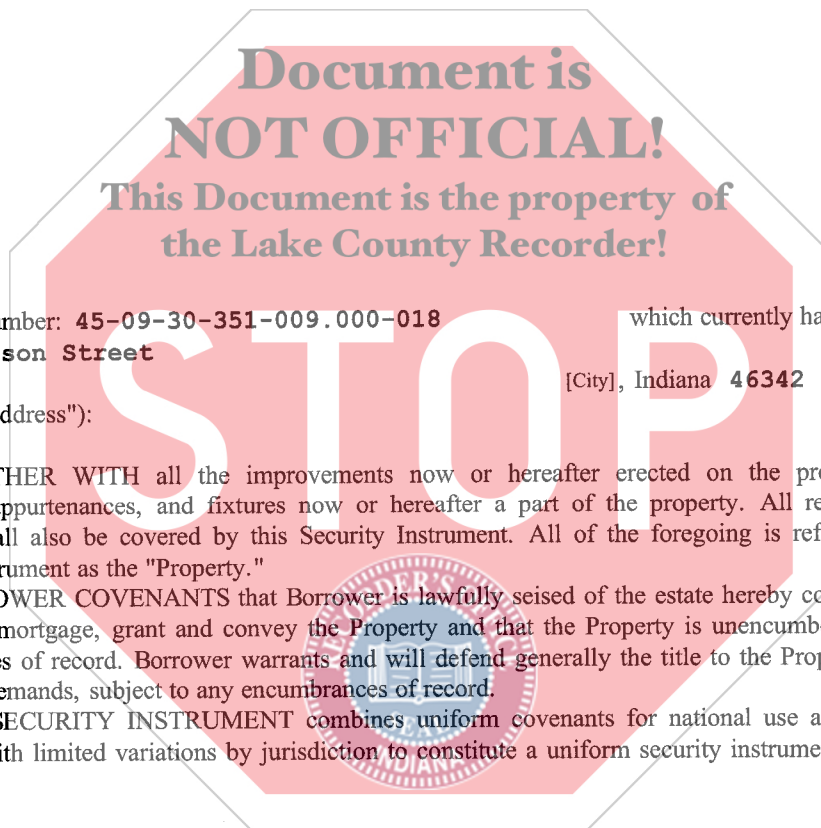 Document is
NOT OFFICIAL!
This Document is the property of
the Lake County Recorder!
mber: 45-09-30-351-009.000-018 which currently ha
son Street
[City], Indiana 46342
ddress"):
THER WITH all the improvements now or hereafter erected on the pro
ppurtenances, and fixtures now or hereafter a part of the property. All re
all also be covered by this Security Instrument. All of the foregoing is ref
rument as the "Property."
OWER COVENANTS that Borrower is lawfully seised of the estate hereby co
mortgage, grant and convey the Property and that the Property is unencumb
es of record. Borrower warrants and will defend generally the title to the Prop
emands, subject to any encumbrances of record.
SECURITY INSTRUMENT combines uniform covenants for national use a
ith limited variations by jurisdiction to constitute a uniform security instrume
STOP
RECORDER'S OFFICE
SEAL
INDIANA